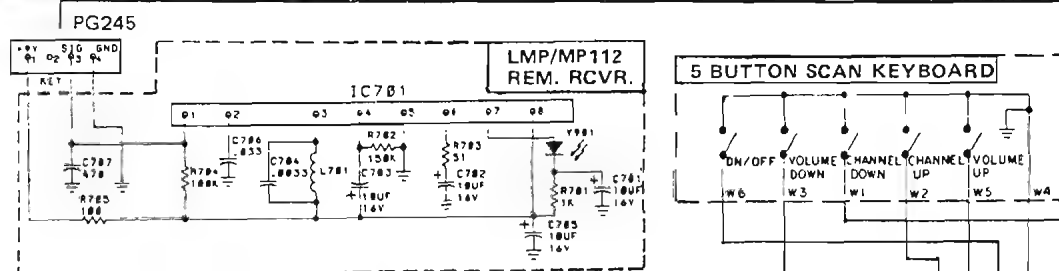 PG245
+9V SIG GND
1 2 3 4
KEY
LMP/MP112
REM. RCVR.
IC701
1 2 3 4 5 6 7 8
C707
470
R704
100K
R705
100
C706
.033
C704
.0033
L701
R702
150K
C703
10UF
16V
R703
51
C702
10UF
16V
Y901
R701
1K
C701
10UF
16V
C705
10UF
16V
5 BUTTON SCAN KEYBOARD
ON/OFF
VOLUME
DOWN
CHANNEL
DOWN
CHANNEL
UP
VOLUME
UP
W6 W3 W1 W2 W5 W4